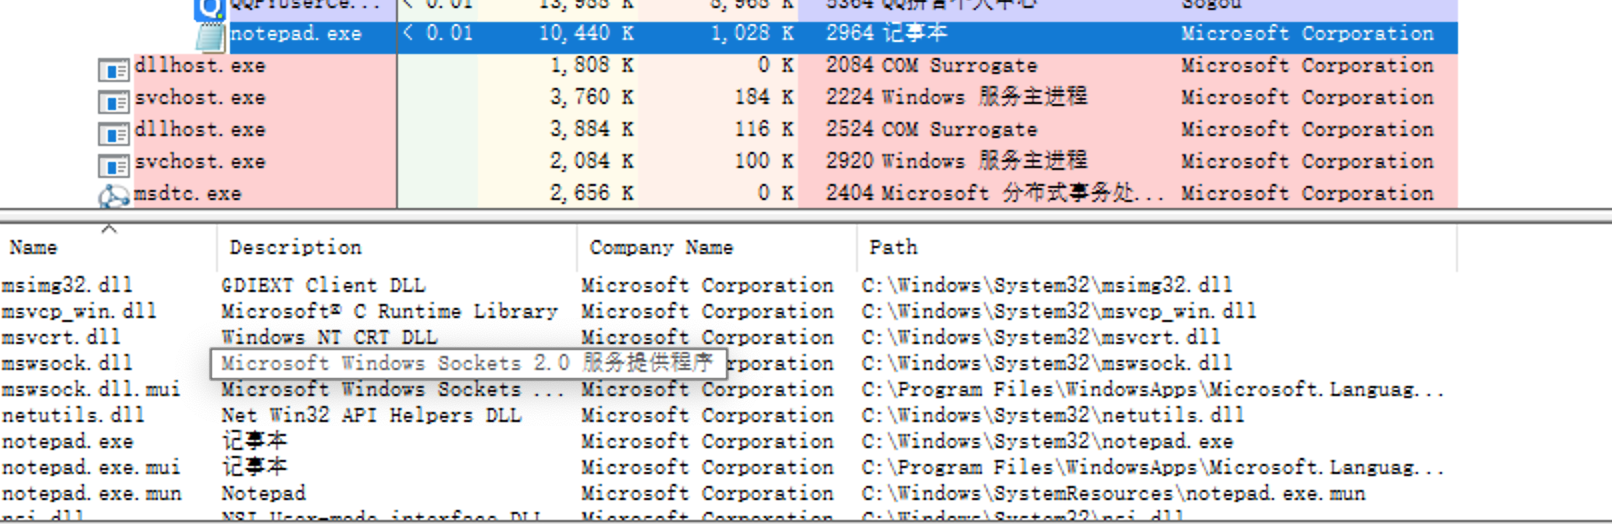 QQPYUserCe... < 0.01 13,988 K 8,968 K 5364 QQ拼音个人中心 Sogou
notepad.exe < 0.01 10,440 K 1,028 K 2964 记事本 Microsoft Corporation
dllhost.exe 1,808 K 0 K 2084 COM Surrogate Microsoft Corporation
svchost.exe 3,760 K 184 K 2224 Windows 服务主进程 Microsoft Corporation
dllhost.exe 3,884 K 116 K 2524 COM Surrogate Microsoft Corporation
svchost.exe 2,084 K 100 K 2920 Windows 服务主进程 Microsoft Corporation
msdtc.exe 2,656 K 0 K 2404 Microsoft 分布式事务处... Microsoft Corporation
Name Description Company Name Path
msimg32.dll GDIEXT Client DLL Microsoft Corporation C:\Windows\System32\msimg32.dll
msvcp_win.dll Microsoft® C Runtime Library Microsoft Corporation C:\Windows\System32\msvcp_win.dll
msvcrt.dll Windows NT CRT DLL Microsoft Corporation C:\Windows\System32\msvcrt.dll
mswsock.dll Microsoft Windows Sockets 2.0 服务提供程序 rporation C:\Windows\System32\mswsock.dll
mswsock.dll.mui Microsoft Windows Sockets ... Microsoft Corporation C:\Program Files\WindowsApps\Microsoft.Languag...
netutils.dll Net Win32 API Helpers DLL Microsoft Corporation C:\Windows\System32\netutils.dll
notepad.exe 记事本 Microsoft Corporation C:\Windows\System32\notepad.exe
notepad.exe.mui 记事本 Microsoft Corporation C:\Program Files\WindowsApps\Microsoft.Languag...
notepad.exe.mun Notepad Microsoft Corporation C:\Windows\SystemResources\notepad.exe.mun
nsi.dll NSI User-mode interface DLL Microsoft Corporation C:\Windows\System32\nsi.dll